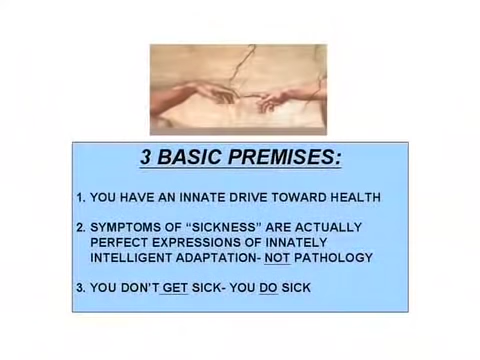 3 BASIC PREMISES:
1. YOU HAVE AN INNATE DRIVE TOWARD HEALTH
2. SYMPTOMS OF “SICKNESS” ARE ACTUALLY
PERFECT EXPRESSIONS OF INNATELY
INTELLIGENT ADAPTATION- NOT PATHOLOGY
3. YOU DON’T GET SICK- YOU DO SICK